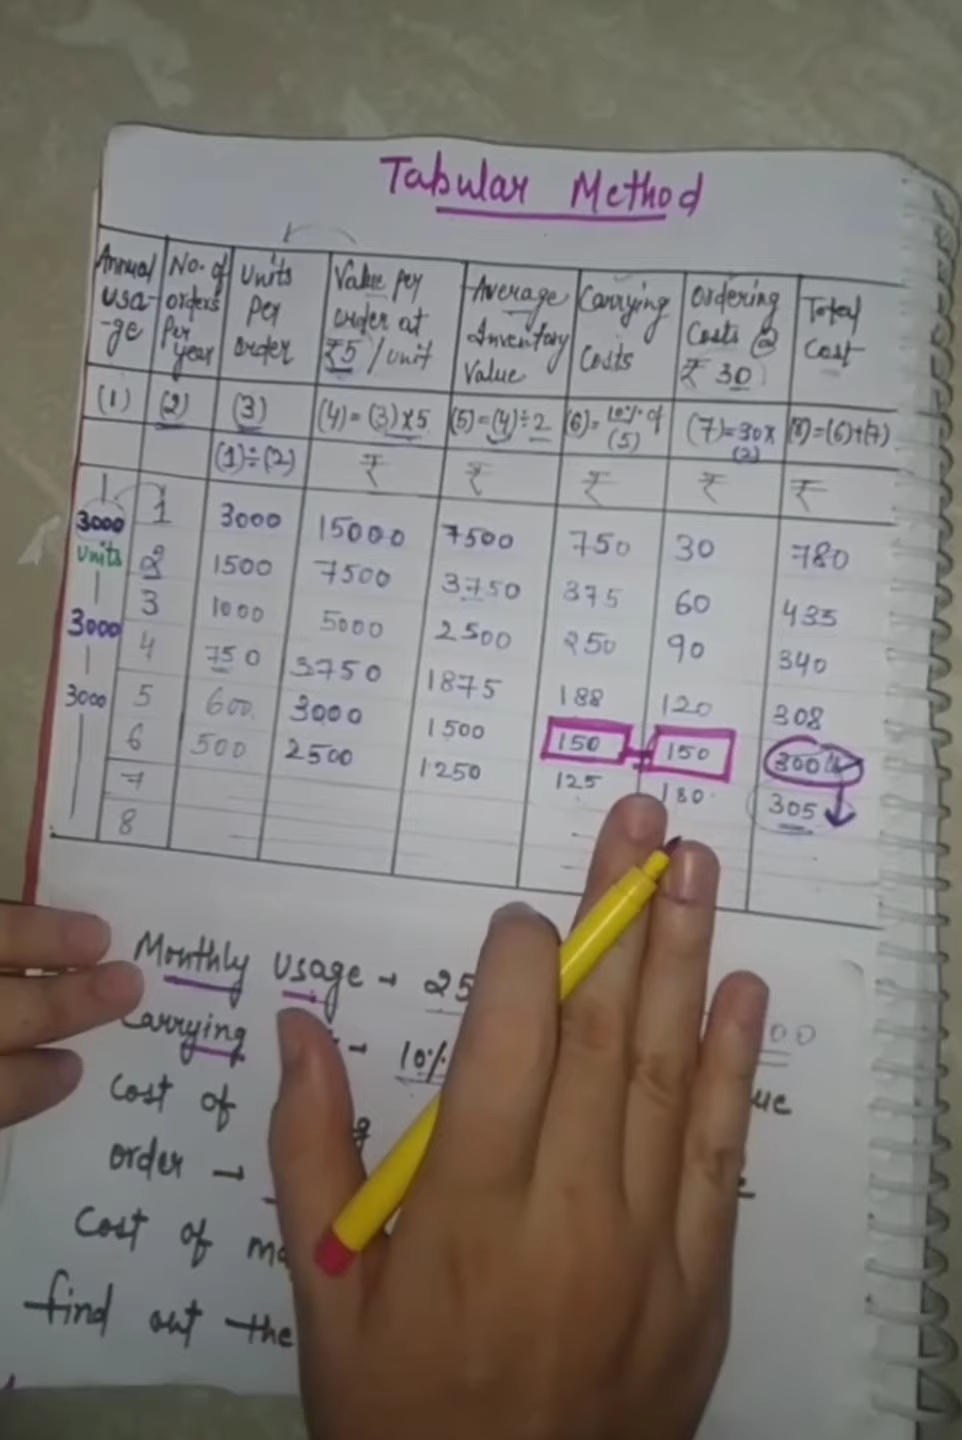 Tabular Method
Annual usa-ge
No. of orders Per year
Units Per order
Value per order at ₹5/unit
Average Inventory Value
Carrying Costs
Ordering Costs @ ₹ 30
Total Cost
(1) (2) (3) (4)=(3)×5 (5)=(4)÷2 (6)=10% of (5) (7)=30×(2) (8)=(6)+(7)
(1)÷(2) ₹ ₹ ₹ ₹ ₹
3000 units 1 3000 15000 7500 750 30 780
2 1500 7500 3750 375 60 435
3000 3 1000 5000 2500 250 90 340
4 750 3750 1875 188 120 308
3000 5 600 3000 1500 150 = 150 300
6 500 2500 1250 125 180 305
7
8
Monthly usage - 25
Carrying - 10%
Cost of
order -
Cost of
find out the